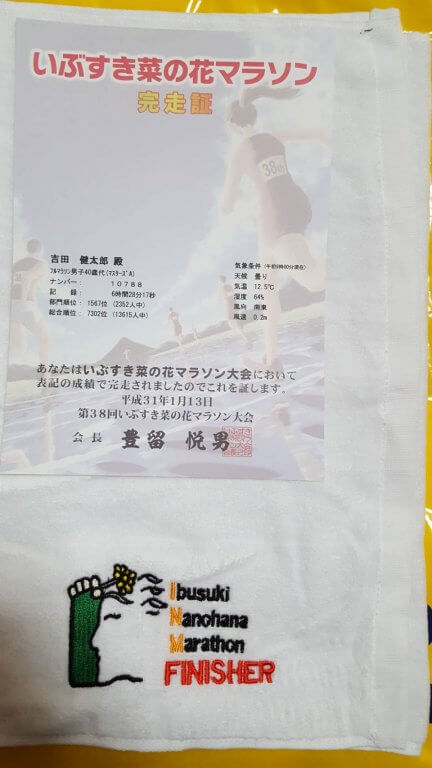 いぶすき菜の花マラソン
完走証
38th
吉田 健太郎 殿
フルマラソン男子40歳代(マスターズA)
ナンバー: 10788
記録: 6時間28分17秒
部門順位: 1567位 (2352人中)
総合順位: 7302位 (13615人中)
気象条件 (午前9時00分現在)
天候 曇り
気温 12.5℃
湿度 64%
風向 南東
風速 0.2m
あなたはいぶすき菜の花マラソン大会において
表記の成績で完走されましたのでこれを証します。
平成31年1月13日
第38回いぶすき菜の花マラソン大会
会長 豊留 悦男
Ibusuki
Nanohana
Marathon
FINISHER